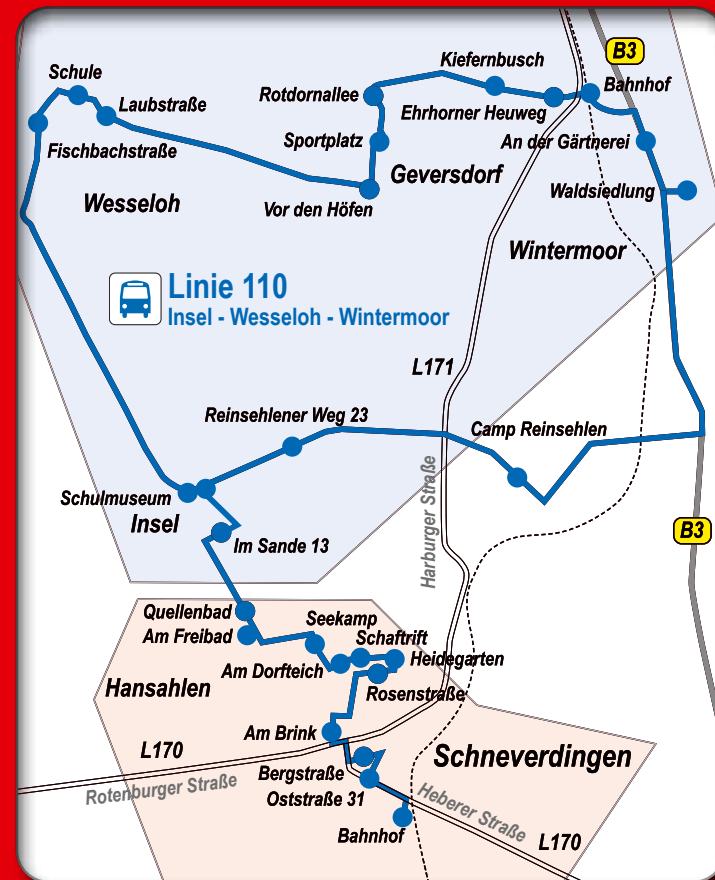 B3
Kiefernbusch
Schule
Bahnhof
Rotdornallee
Laubstraße
Ehrhorner Heuweg
Sportplatz
An der Gärtnerei
Fischbachstraße
Geversdorf
Waldsiedlung
Wesseloh
Vor den Höfen
Wintermoor
Linie 110
Insel - Wesseloh - Wintermoor
L171
Reinsehlener Weg 23
Camp Reinsehlen
Harburger Straße
Schulmuseum
Insel
B3
Im Sande 13
Quellenbad
Seekamp
Am Freibad
Schaftrift
Heidegarten
Am Dorfteich
Hansahlen
Rosenstraße
Am Brink
L170
Schneverdingen
Bergstraße
Rotenburger Straße
Oststraße 31
Heberer Straße
Bahnhof
L170